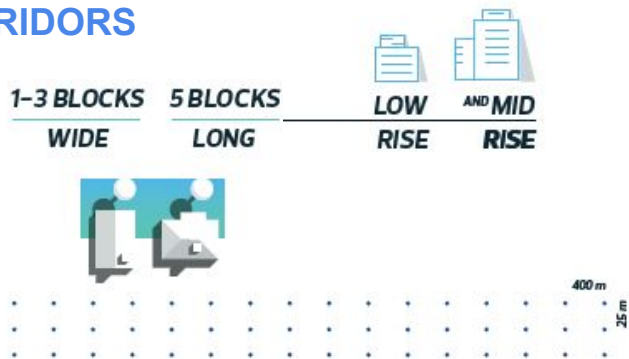 RIDORS
1-3 BLOCKS
WIDE
5 BLOCKS
LONG
LOW
RISE
AND MID
RISE
400 m
25 m